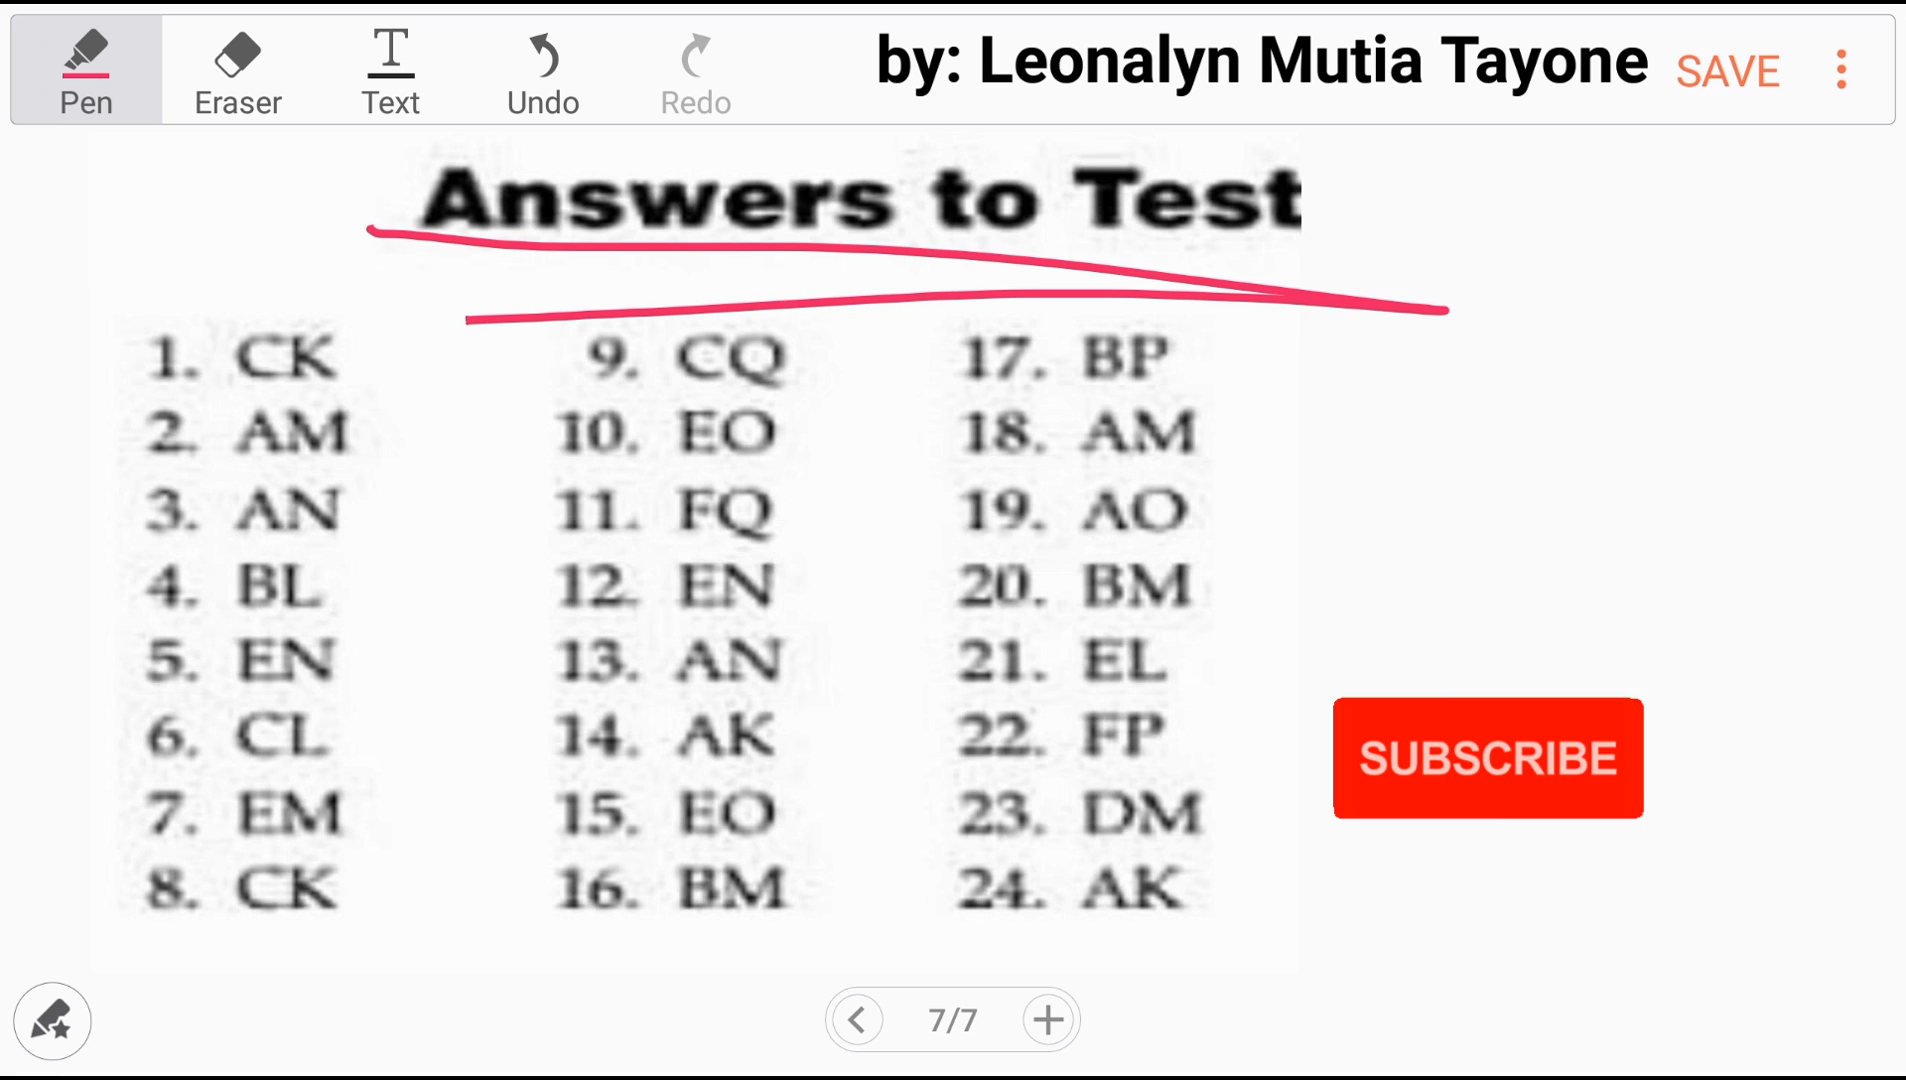 by: Leonalyn Mutia Tayone
SAVE
Pen
Eraser
Text
Undo
Redo
Answers to Test
1. CK
2. AM
3. AN
4. BL
5. EN
6. CL
7. EM
8. CK
9. CQ
10. EO
11. FQ
12. EN
13. AN
14. AK
15. EO
16. BM
17. BP
18. AM
19. AO
20. BM
21. EL
22. FP
23. DM
24. AK
SUBSCRIBE
7/7